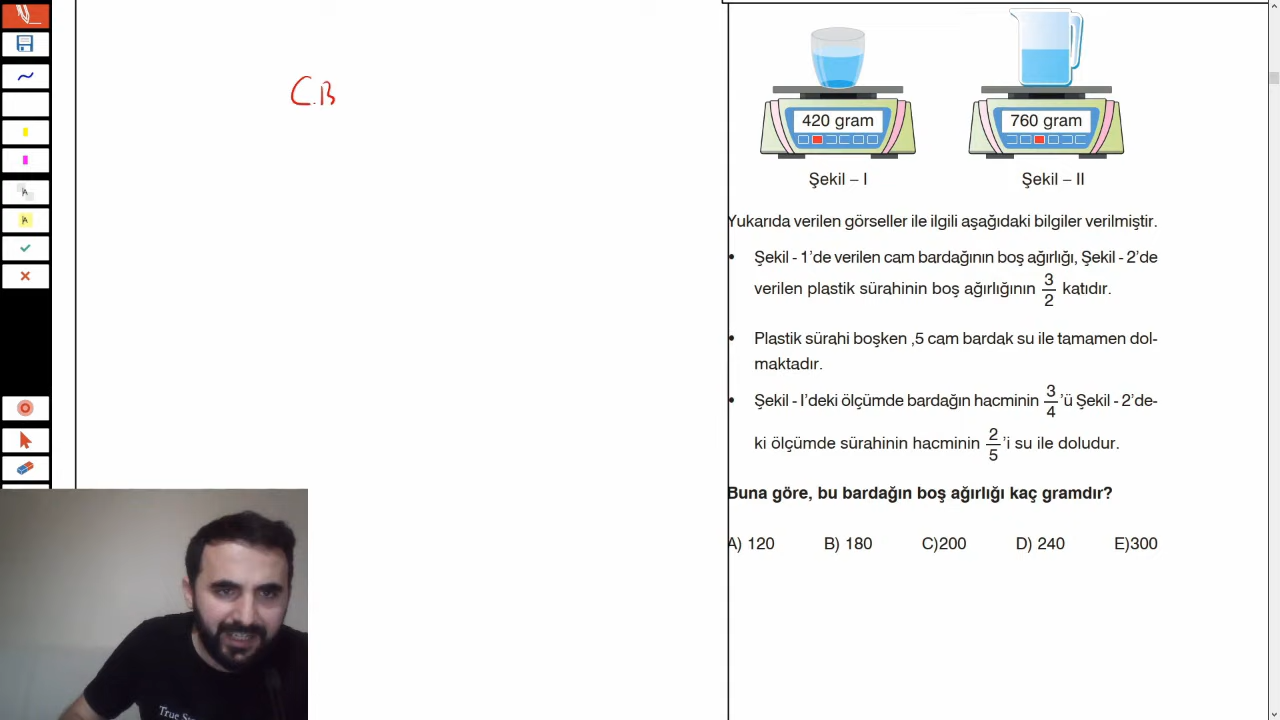 C.B
420 gram
760 gram
Şekil – I
Şekil – II
Yukarıda verilen görseller ile ilgili aşağıdaki bilgiler verilmiştir.
• Şekil - 1’de verilen cam bardağının boş ağırlığı, Şekil - 2’de
verilen plastik sürahinin boş ağırlığının 3/2 katıdır.
• Plastik sürahi boşken ,5 cam bardak su ile tamamen dol-
maktadır.
• Şekil - I’deki ölçümde bardağın hacminin 3/4’ü Şekil - 2’de-
ki ölçümde sürahinin hacminin 2/5’i su ile doludur.
Buna göre, bu bardağın boş ağırlığı kaç gramdır?
A) 120 B) 180 C)200 D) 240 E)300
A
A
True